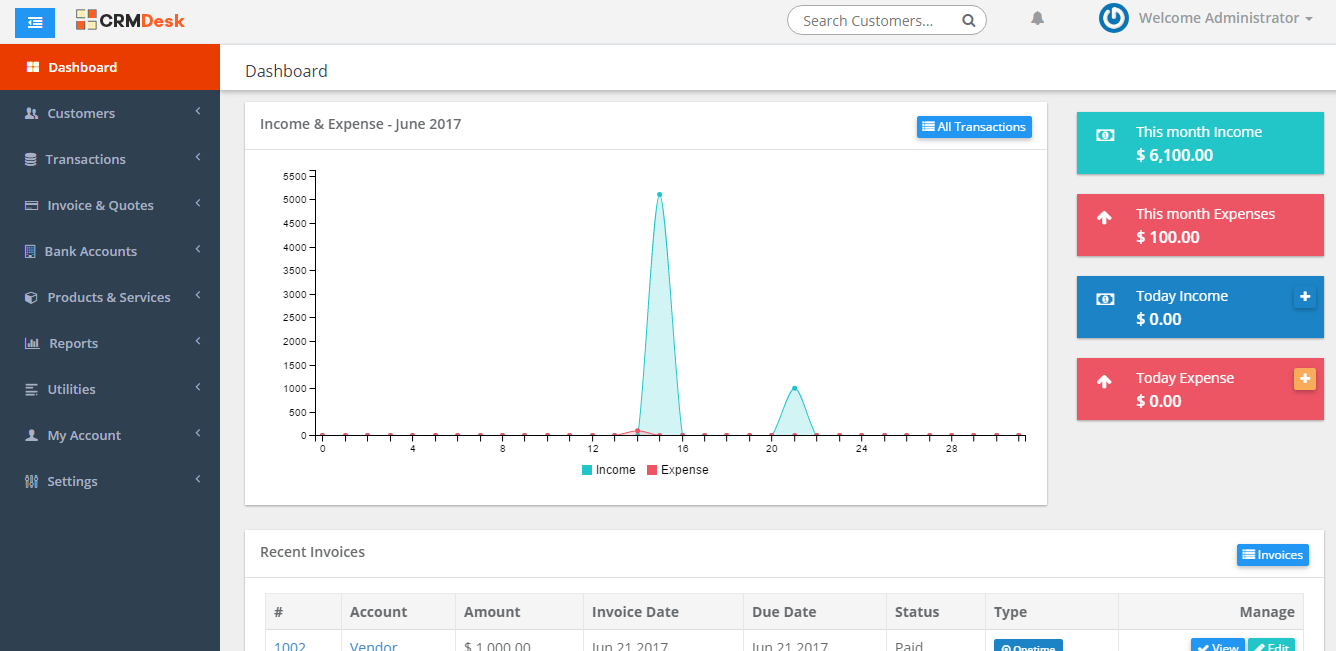 CRMDesk
Search Customers...
Welcome Administrator
Dashboard
Customers
Transactions
Invoice & Quotes
Bank Accounts
Products & Services
Reports
Utilities
My Account
Settings
Dashboard
Income & Expense - June 2017
All Transactions
5500
5000
4500
4000
3500
3000
2500
2000
1500
1000
500
0
0 4 8 12 16 20 24 28
Income Expense
This month Income
$ 6,100.00
This month Expenses
$ 100.00
Today Income
$ 0.00
Today Expense
$ 0.00
Recent Invoices
Invoices
# Account Amount Invoice Date Due Date Status Type Manage
1002 Vendor $ 1,000.00 Jun 21 2017 Jun 21 2017 Paid Onetime View Edit